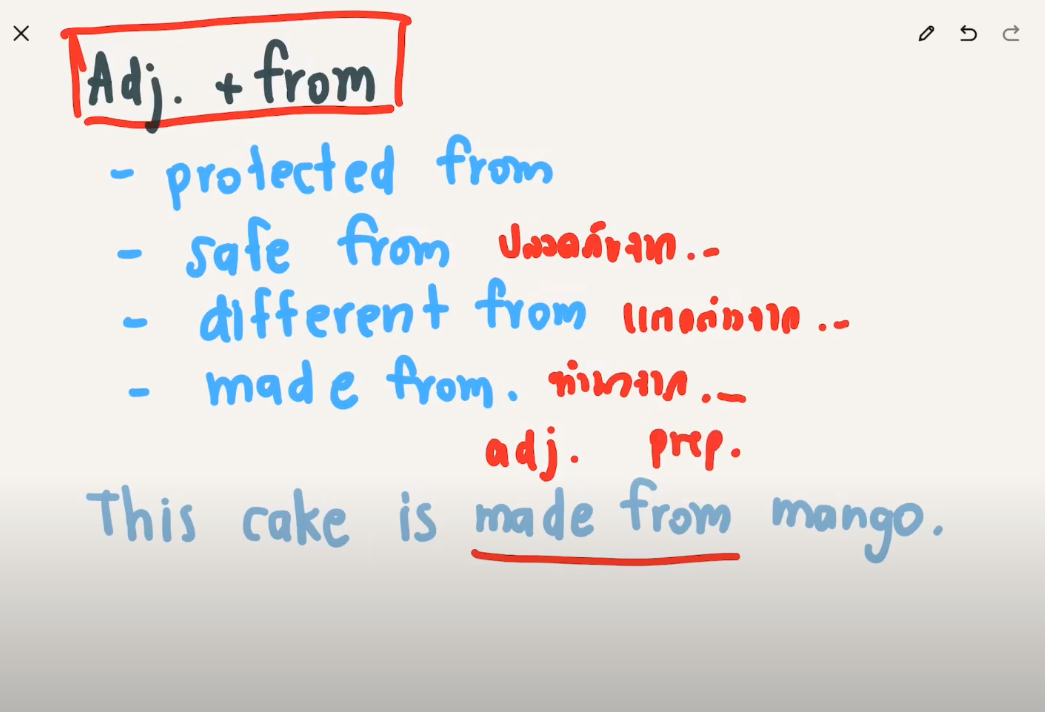 Adj. + from
- protected from
- safe from ปลอดภัยจาก...
- different from แตกต่างจาก...
- made from. ทำมาจาก...
adj. prep.
This cake is made from mango.